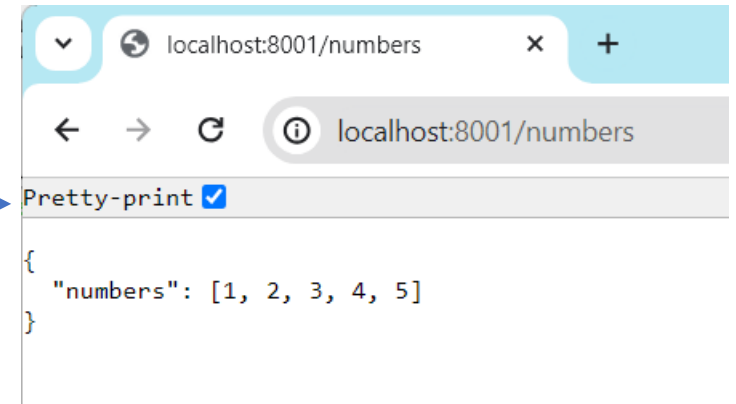 localhost:8001/numbers
localhost:8001/numbers
Pretty-print
{
  "numbers": [1, 2, 3, 4, 5]
}